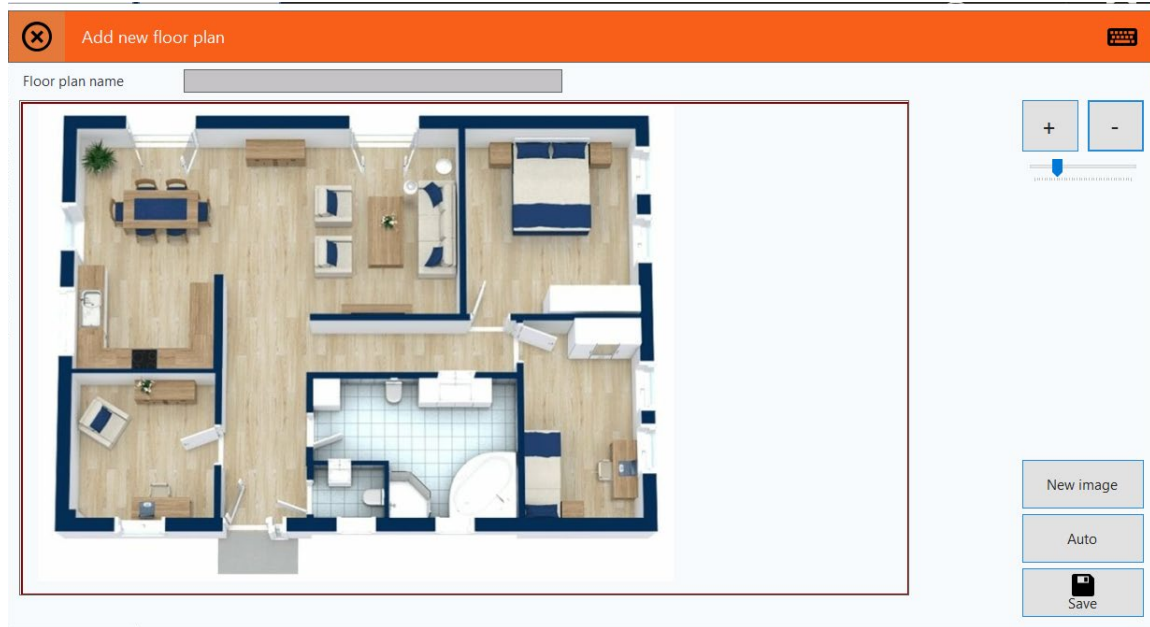 Add new floor plan
Floor plan name
+ -
New image
Auto
Save